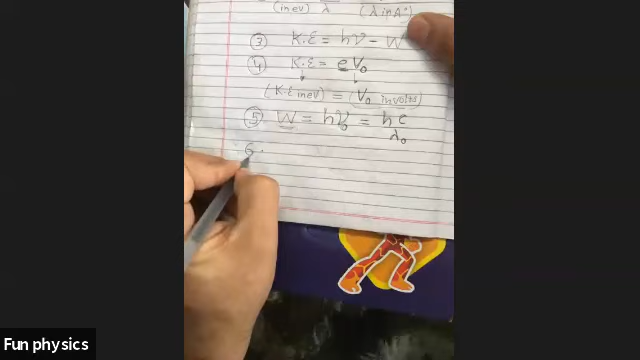 (in ev) λ (λ in A°)
③ K.E = hν - W
④ K.E = eV₀
(K.E in eV) = V₀ in volts
⑤ W = hν₀ = hc/λ₀
6
Fun physics